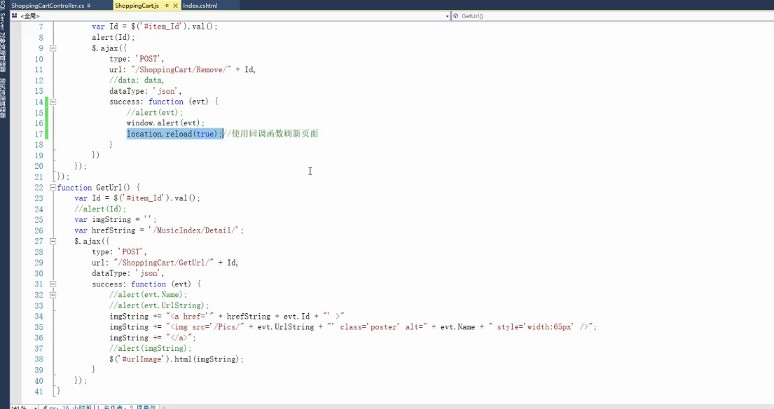 ShoppingCartController.cs
ShoppingCart.js
Index.cshtml
<全局>
GetUrl()
7 var Id = $('#item_Id').val();
8 alert(Id);
9 $.ajax({
10 type: 'POST',
11 url: "/ShoppingCart/Remove/" + Id,
12 //data: data,
13 dataType: 'json',
14 success: function (evt) {
15 //alert(evt);
16 window.alert(evt);
17 location.reload(true);//使用回调函数刷新页面
18 }
19 })
20 });
21 });
22 function GetUrl() {
23 var Id = $('#item_Id').val();
24 //alert(Id);
25 var imgString = '';
26 var hrefString = '/MusicIndex/Detail/';
27 $.ajax({
28 type: 'POST',
29 url: "/ShoppingCart/GetUrl/" + Id,
30 dataType: 'json',
31 success: function (evt) {
32 //alert(evt.Name);
33 //alert(evt.UrlString);
34 imgString += "<a href='" + hrefString + evt.Id + "' >"
35 imgString += "<img src='/Pics/" + evt.UrlString + "' class='poster' alt=" + evt.Name + " style='width:65px' />";
36 imgString += "</a>";
37 //alert(imgString);
38 $('#urlImage').html(imgString);
39 }
40 });
41 }